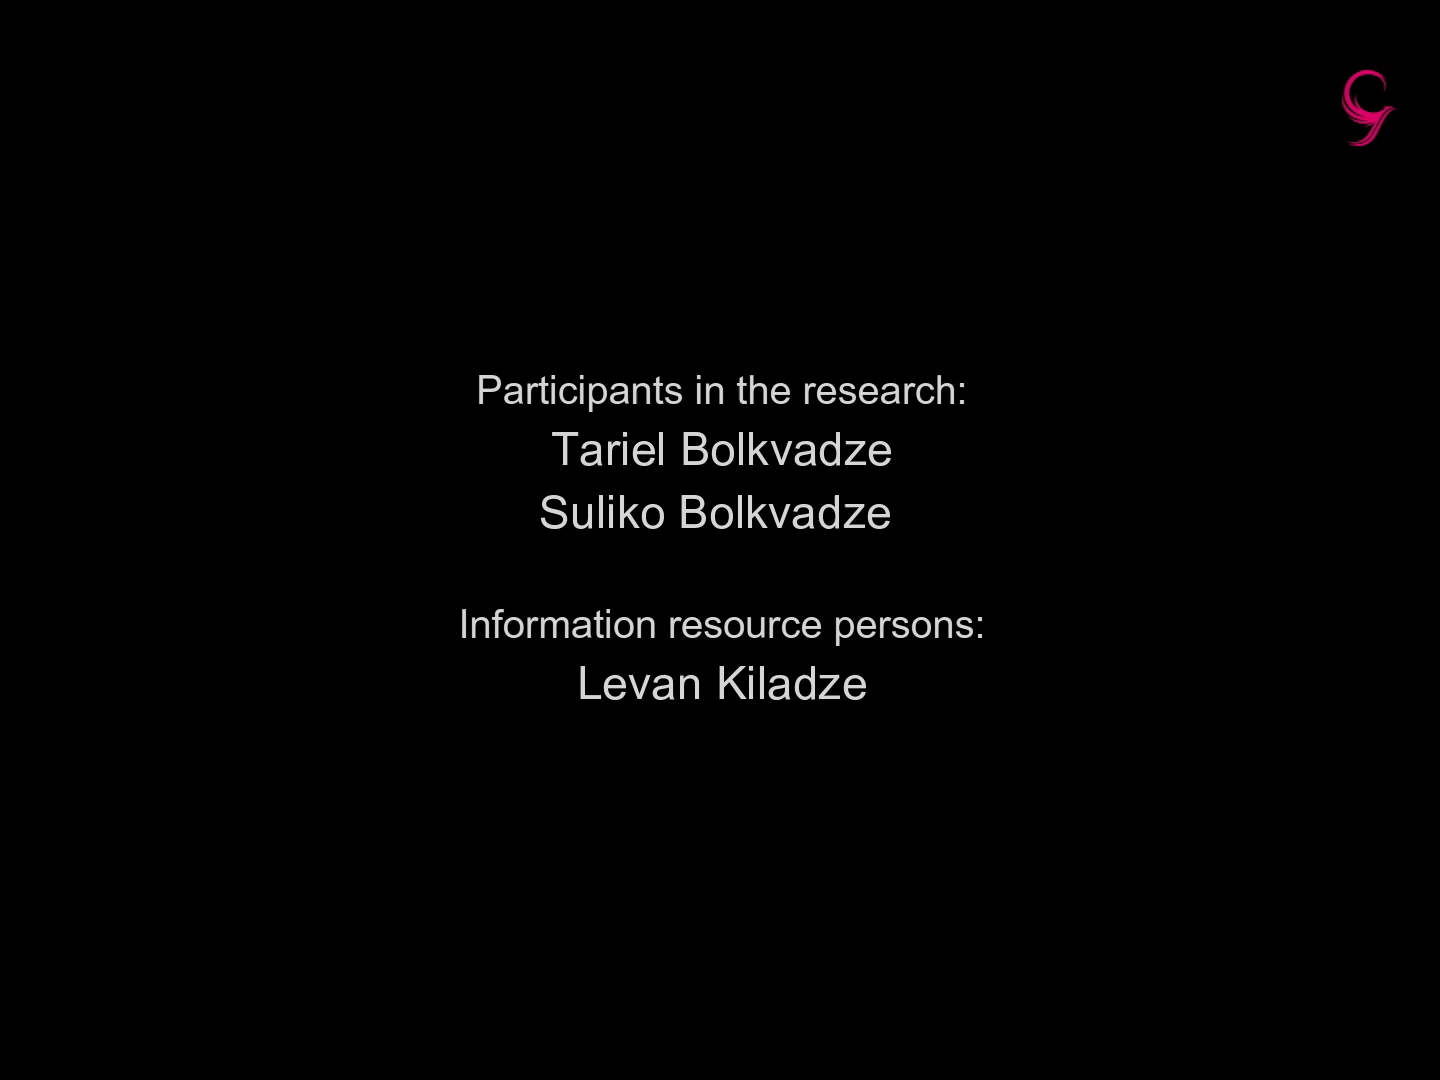 Participants in the research:
Tariel Bolkvadze
Suliko Bolkvadze
Information resource persons:
Levan Kiladze